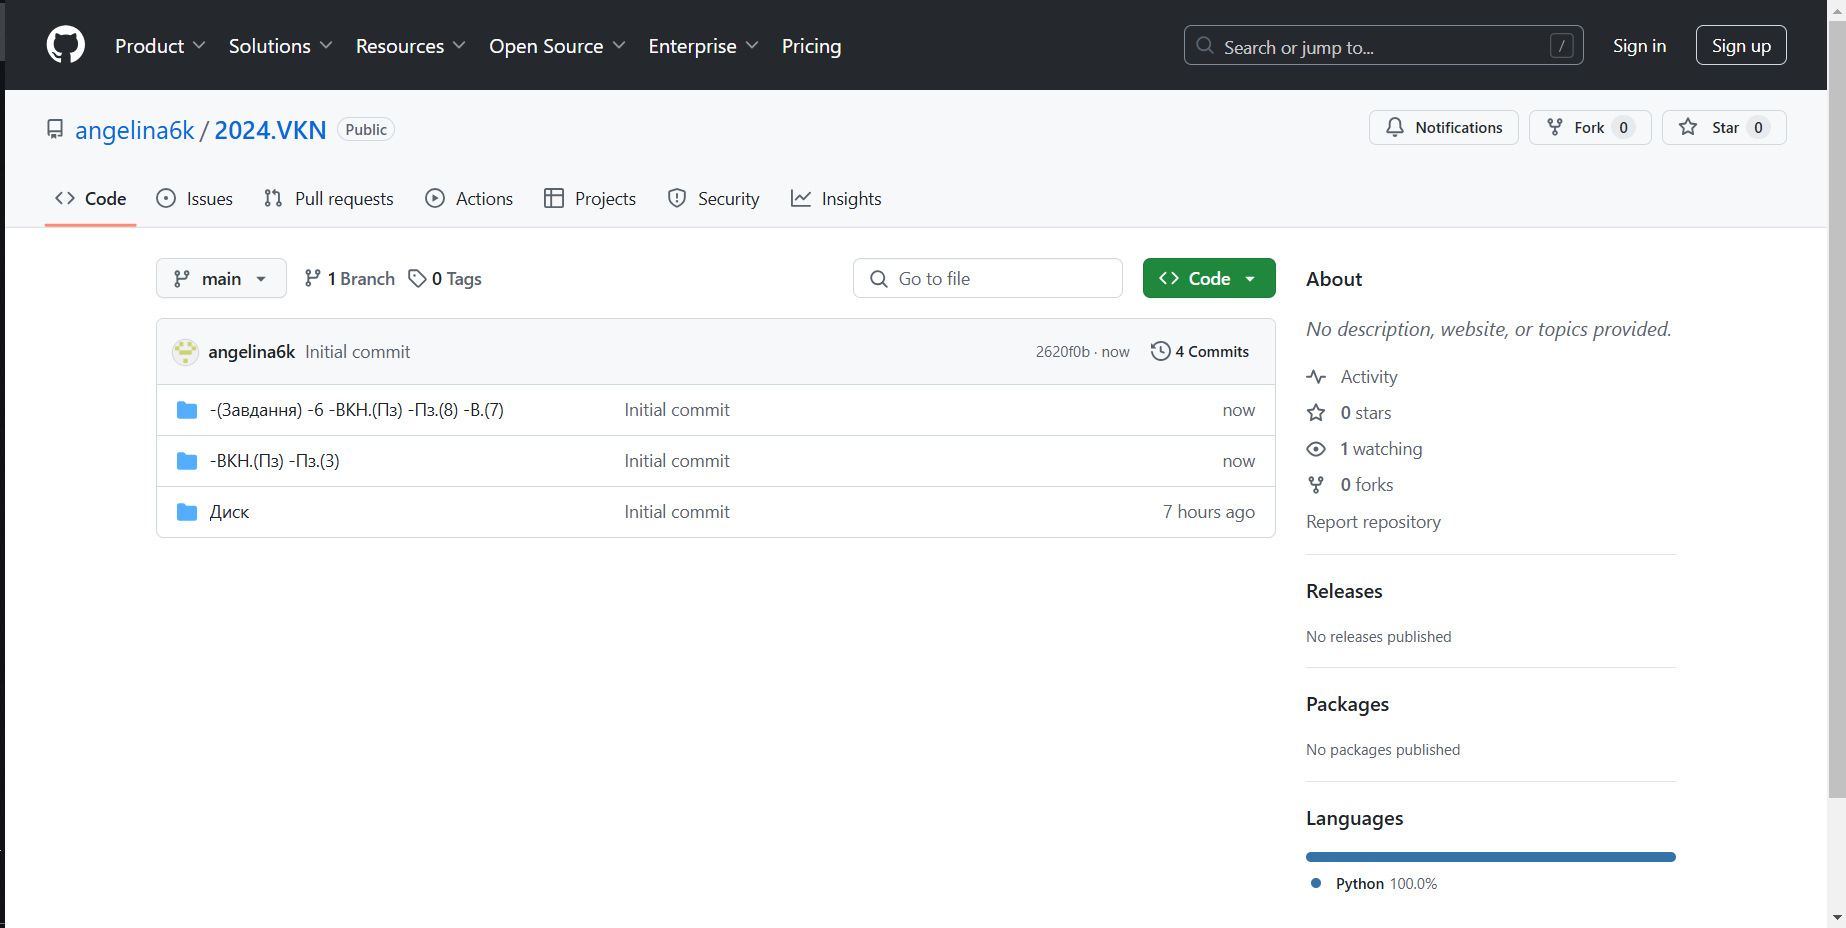 Product Solutions Resources Open Source Enterprise Pricing Search or jump to... / Sign in Sign up
angelina6k / 2024.VKN Public Notifications Fork 0 Star 0
Code Issues Pull requests Actions Projects Security Insights
main 1 Branch 0 Tags Go to file Code
angelina6k Initial commit 2620f0b · now 4 Commits
-(Завдання) -6 -ВКН.(Пз) -Пз.(8) -В.(7) Initial commit now
-ВКН.(Пз) -Пз.(3) Initial commit now
Диск Initial commit 7 hours ago
About
No description, website, or topics provided.
Activity
0 stars
1 watching
0 forks
Report repository
Releases
No releases published
Packages
No packages published
Languages
Python 100.0%